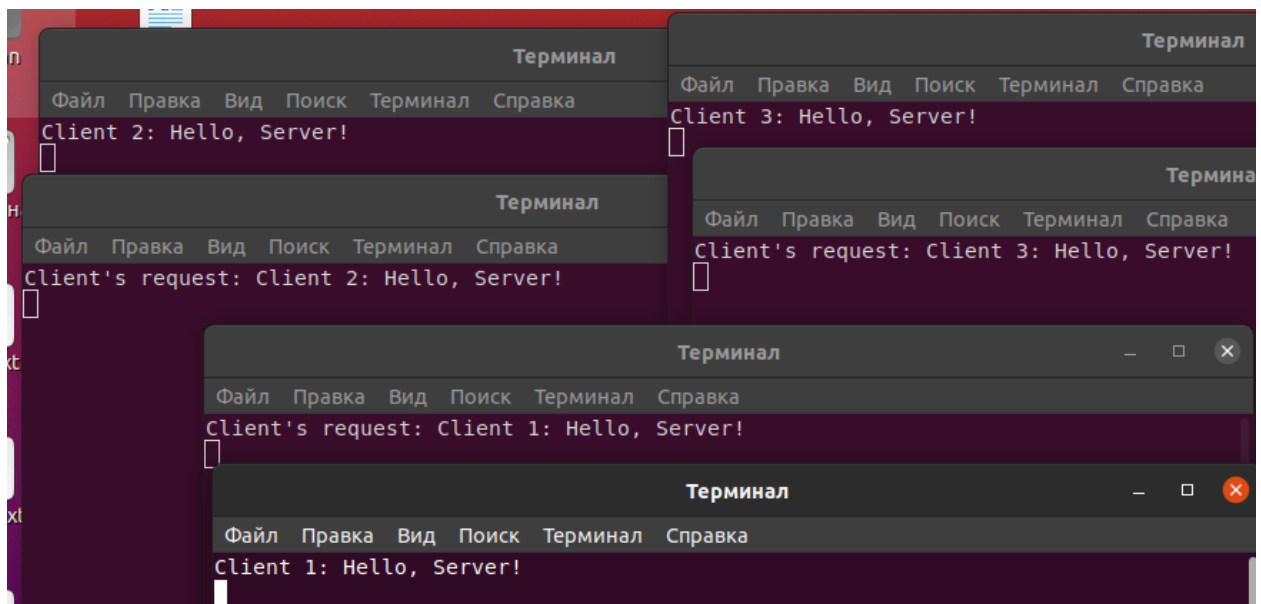 Терминал
Файл Правка Вид Поиск Терминал Справка
Client 2: Hello, Server!
Терминал
Файл Правка Вид Поиск Терминал Справка
Client 3: Hello, Server!
Терминал
Файл Правка Вид Поиск Терминал Справка
Client's request: Client 2: Hello, Server!
Термина
Файл Правка Вид Поиск Терминал Справка
Client's request: Client 3: Hello, Server!
Терминал
Файл Правка Вид Поиск Терминал Справка
Client's request: Client 1: Hello, Server!
Терминал
Файл Правка Вид Поиск Терминал Справка
Client 1: Hello, Server!